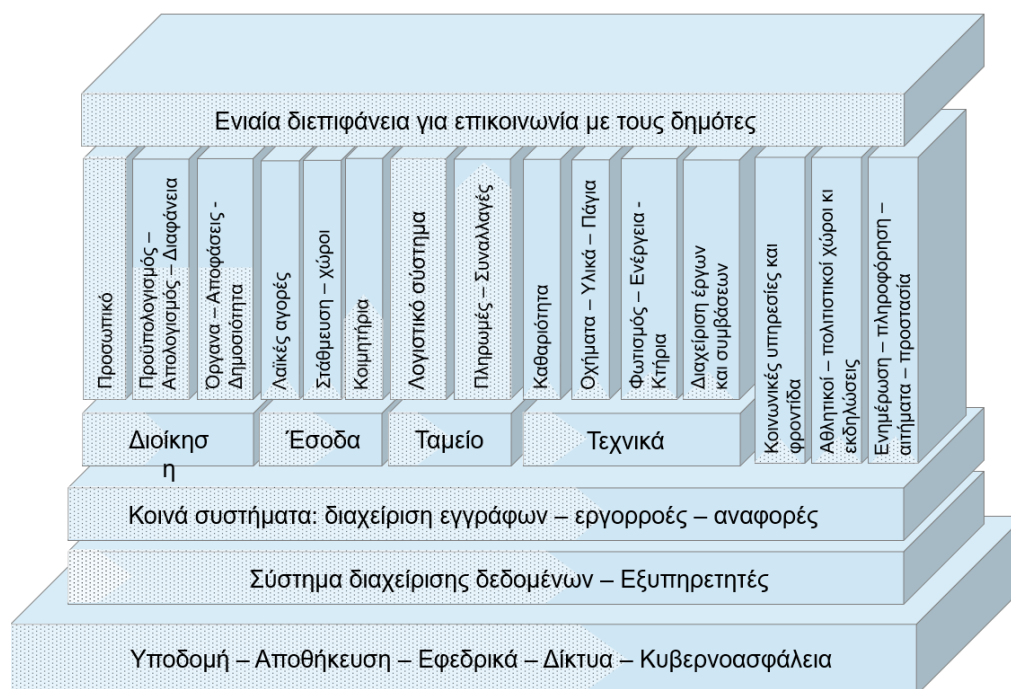 Ενιαία διεπιφάνεια για επικοινωνία με τους δημότες
Προσωπικό
Προϋπολογισμός –
Απολογισμός – Διαφάνεια
Όργανα – Αποφάσεις -
Δημοσιότητα
Λαϊκές αγορές
Στάθμευση – χώροι
Κοιμητήρια
Λογιστικό σύστημα
Πληρωμές – Συναλλαγές
Καθαριότητα
Οχήματα – Υλικά – Πάγια
Φωτισμός – Ενέργεια -
Κτήρια
Διαχείριση έργων
και συμβάσεων
Κοινωνικές υπηρεσίες και
φροντίδα
Αθλητικοί – πολιτιστικοί χώροι κι
εκδηλώσεις
Ενημέρωση – πληροφόρηση –
αιτήματα – προστασία
Διοίκησ
η
Έσοδα
Ταμείο
Τεχνικά
Κοινά συστήματα: διαχείριση εγγράφων – εργορροές – αναφορές
Σύστημα διαχείρισης δεδομένων – Εξυπηρετητές
Υποδομή – Αποθήκευση – Εφεδρικά – Δίκτυα – Κυβερνοασφάλεια